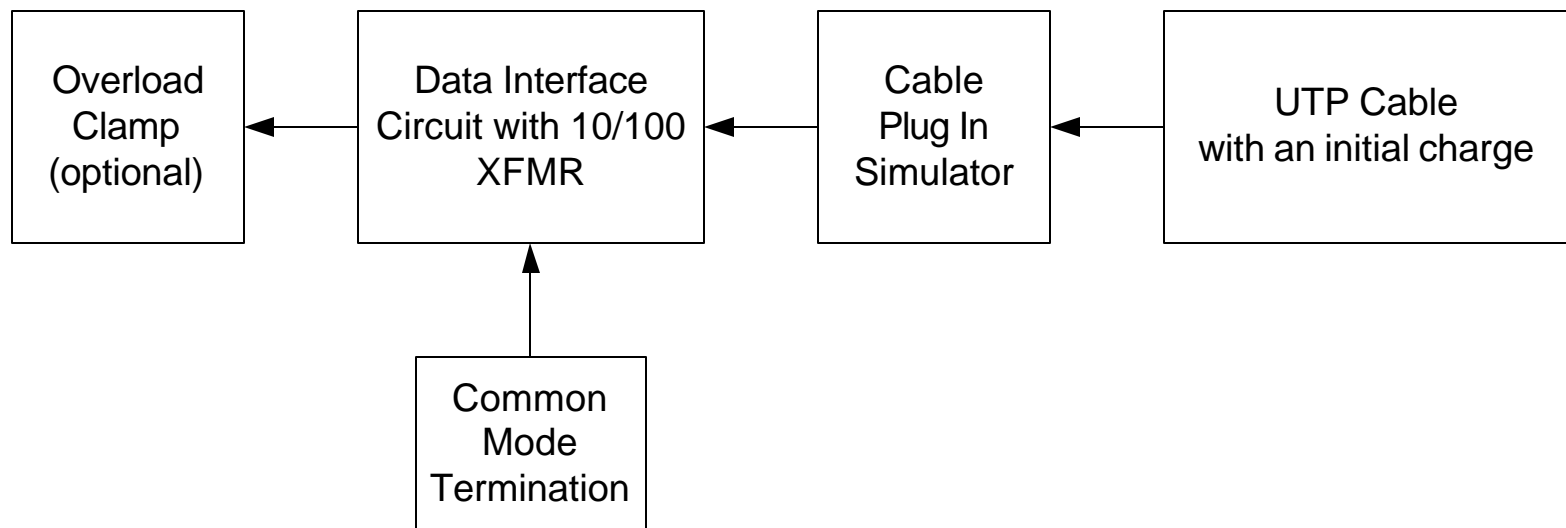 Overload
Clamp
(optional)
Data Interface
Circuit with 10/100
XFMR
Cable
Plug In
Simulator
UTP Cable
with an initial charge
Common
Mode
Termination